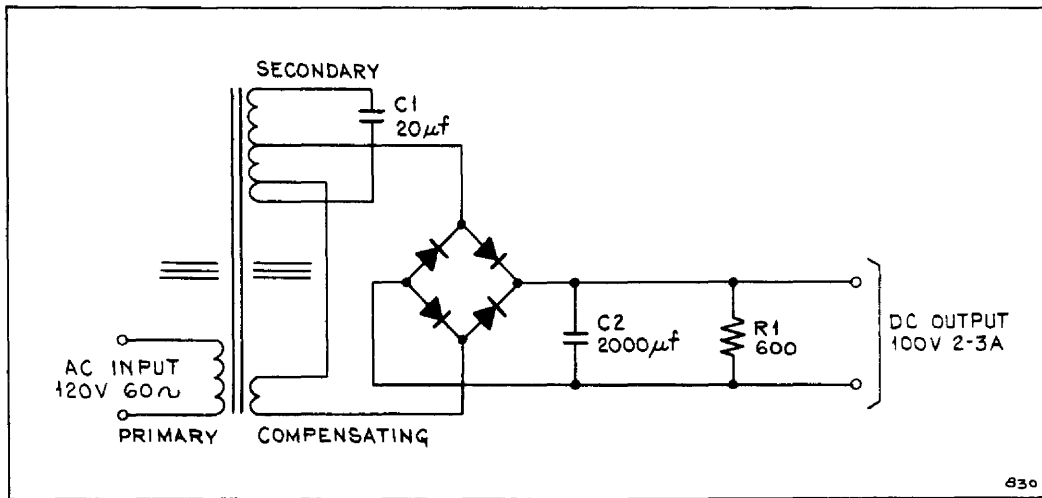 SECONDARY
C1
20µf
C2
2000µf
R1
600
DC OUTPUT
100V 2-3A
AC INPUT
120V 60~
PRIMARY
COMPENSATING
830